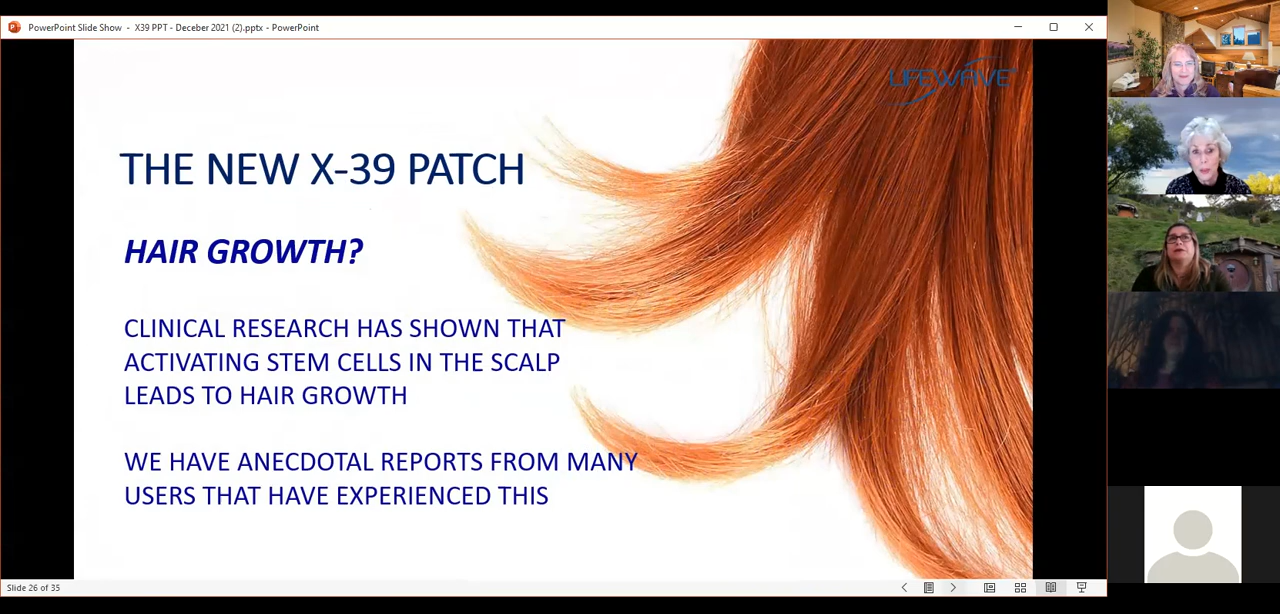 PowerPoint Slide Show - X39 PPT - Deceber 2021 (2).pptx - PowerPoint
LIFEWAVE
THE NEW X-39 PATCH
HAIR GROWTH?
CLINICAL RESEARCH HAS SHOWN THAT
ACTIVATING STEM CELLS IN THE SCALP
LEADS TO HAIR GROWTH
WE HAVE ANECDOTAL REPORTS FROM MANY
USERS THAT HAVE EXPERIENCED THIS
Slide 26 of 35